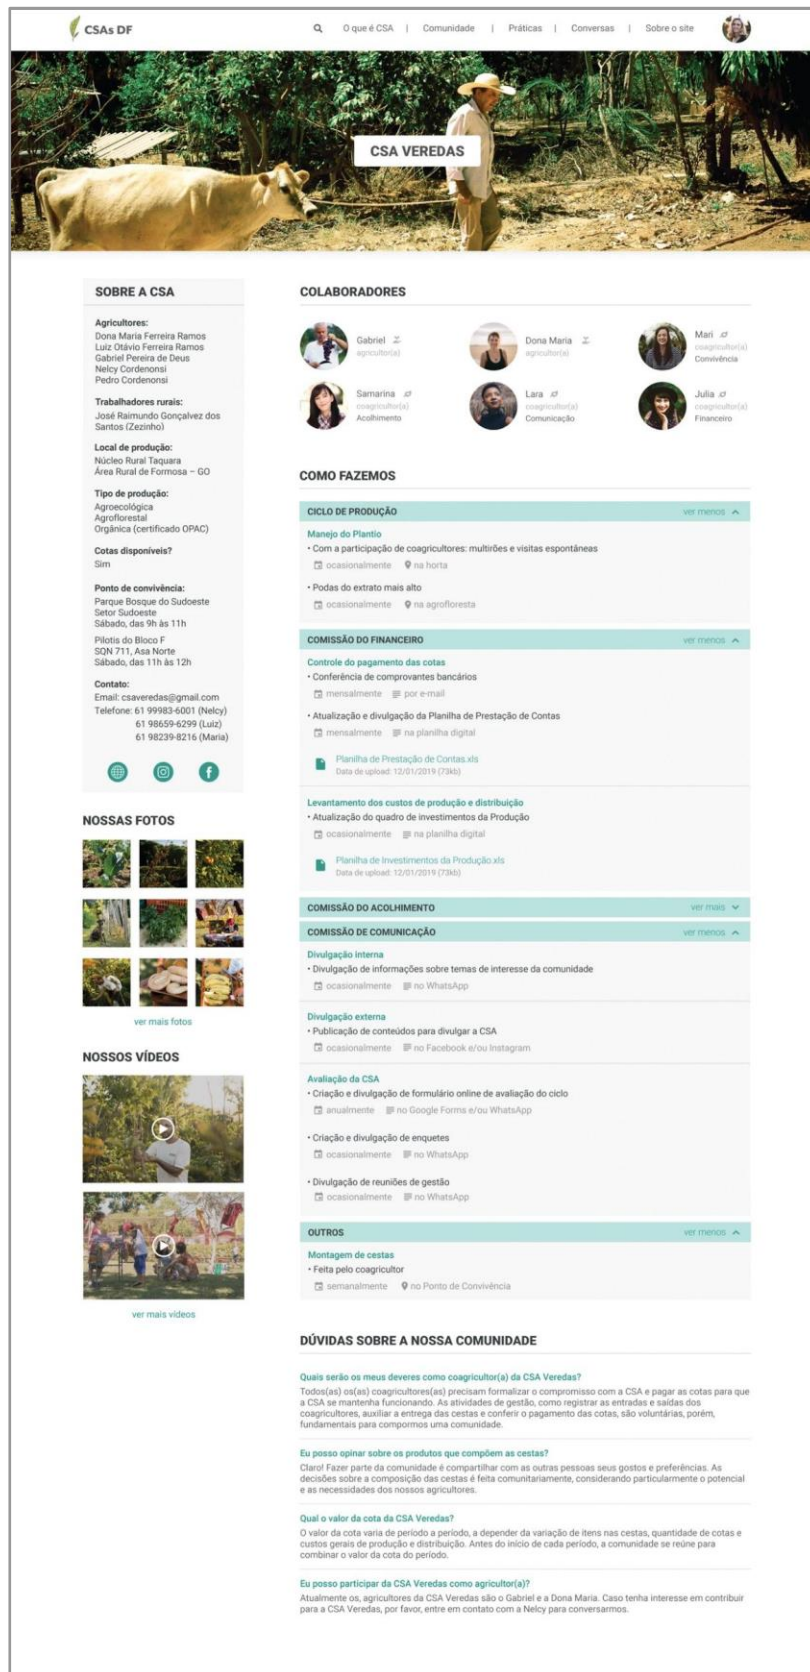 CSAs DF
O que é CSA | Comunidade | Práticas | Conversas | Sobre o site
CSA VEREDAS
SOBRE A CSA
Agricultores:
Dona Maria Ferreira Ramos
Luiz Otávio Ferreira Ramos
Gabriel Pereira de Deus
Nelcy Cordenonsi
Pedro Cordenonsi
Trabalhadores rurais:
José Raimundo Gonçalvez dos
Santos (Zezinho)
Local de produção:
Núcleo Rural Taquara
Área Rural de Formosa – GO
Tipo de produção:
Agroecológica
Agroflorestal
Orgânica (certificado OPAC)
Cotas disponíveis?
Sim
Ponto de convivência:
Parque Bosque do Sudoeste
Setor Sudoeste
Sábado, das 9h às 11h
Pilotis do Bloco F
SQN 711, Asa Norte
Sábado, das 11h às 12h
Contato:
Email: csaveredas@gmail.com
Telefone: 61 99983-6001 (Nelcy)
61 98659-6299 (Luiz)
61 98239-8216 (Maria)
NOSSAS FOTOS
ver mais fotos
NOSSOS VÍDEOS
ver mais vídeos
COLABORADORES
Gabriel
agricultor(a)
Dona Maria
agricultor(a)
Mari
coagricultor(a)
Convivência
Samarina
coagricultor(a)
Acolhimento
Lara
coagricultor(a)
Comunicação
Julia
coagricultor(a)
Financeiro
COMO FAZEMOS
CICLO DE PRODUÇÃO ver menos
Manejo do Plantio
• Com a participação de coagricultores: multirões e visitas espontâneas
ocasionalmente na horta
• Podas do extrato mais alto
ocasionalmente na agrofloresta
COMISSÃO DO FINANCEIRO ver menos
Controle do pagamento das cotas
• Conferência de comprovantes bancários
mensalmente por e-mail
• Atualização e divulgação da Planilha de Prestação de Contas
mensalmente na planilha digital
Planilha de Prestação de Contas.xls
Data de upload: 12/01/2019 (73kb)
Levantamento dos custos de produção e distribuição
• Atualização do quadro de investimentos da Produção
ocasionalmente na planilha digital
Planilha de Investimentos da Produção.xls
Data de upload: 12/01/2019 (73kb)
COMISSÃO DO ACOLHIMENTO ver mais
COMISSÃO DE COMUNICAÇÃO ver menos
Divulgação interna
• Divulgação de informações sobre temas de interesse da comunidade
ocasionalmente no WhatsApp
Divulgação externa
• Publicação de conteúdos para divulgar a CSA
ocasionalmente no Facebook e/ou Instagram
Avaliação da CSA
• Criação e divulgação de formulário online de avaliação do ciclo
anualmente no Google Forms e/ou WhatsApp
• Criação e divulgação de enquetes
ocasionalmente no WhatsApp
• Divulgação de reuniões de gestão
ocasionalmente no WhatsApp
OUTROS ver menos
Montagem de cestas
• Feita pelo coagricultor
semanalmente no Ponto de Convivência
DÚVIDAS SOBRE A NOSSA COMUNIDADE
Quais serão os meus deveres como coagricultor(a) da CSA Veredas?
Todos(as) os(as) coagricultores(as) precisam formalizar o compromisso com a CSA e pagar as cotas para que
a CSA se mantenha funcionando. As atividades de gestão, como registrar as entradas e saídas dos
coagricultores, auxiliar a entrega das cestas e conferir o pagamento das cotas, são voluntárias, porém,
fundamentais para compormos uma comunidade.
Eu posso opinar sobre os produtos que compõem as cestas?
Claro! Fazer parte da comunidade é compartilhar com as outras pessoas seus gostos e preferências. As
decisões sobre a composição das cestas é feita comunitariamente, considerando particularmente o potencial
e as necessidades dos nossos agricultores.
Qual o valor da cota da CSA Veredas?
O valor da cota varia de período a período, a depender da variação de itens nas cestas, quantidade de cotas e
custos gerais de produção e distribuição. Antes do início de cada período, a comunidade se reúne para
combinar o valor da cota do período.
Eu posso participar da CSA Veredas como agricultor(a)?
Atualmente os, agricultores da CSA Veredas são o Gabriel e a Dona Maria. Caso tenha interesse em contribuir
para a CSA Veredas, por favor, entre em contato com a Nelcy para conversarmos.